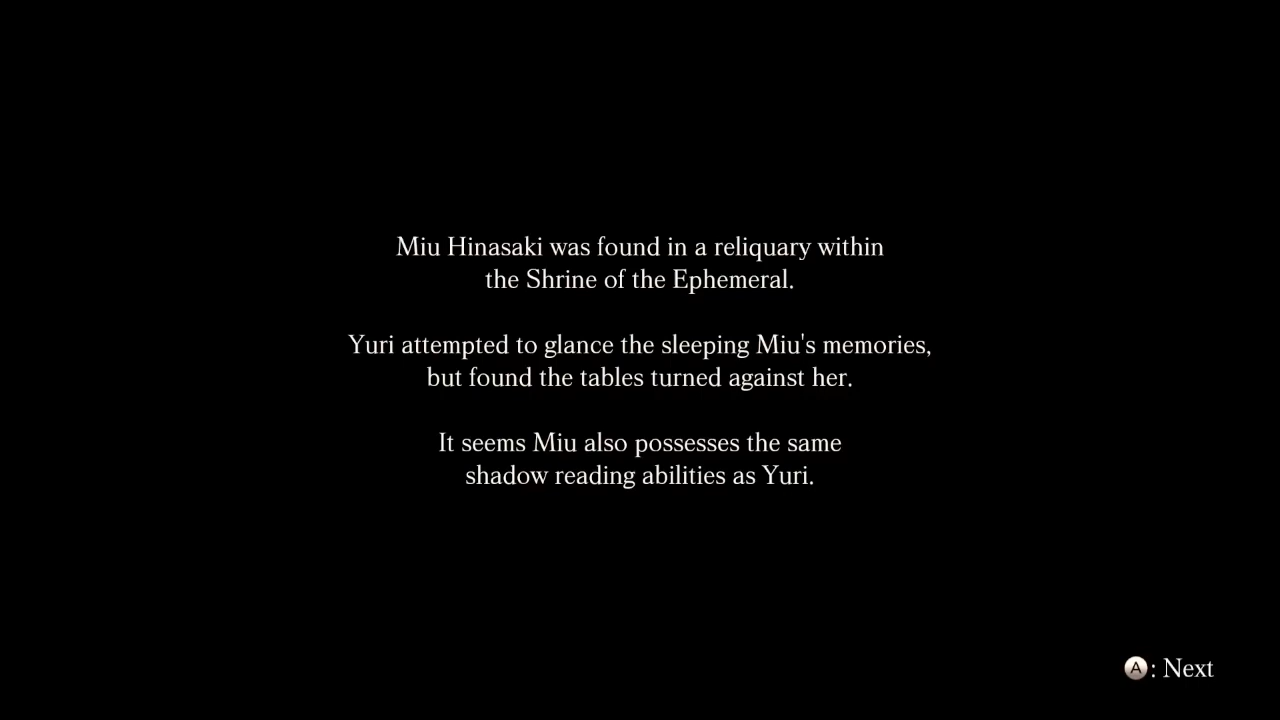 Miu Hinasaki was found in a reliquary within
the Shrine of the Ephemeral.
Yuri attempted to glance the sleeping Miu's memories,
but found the tables turned against her.
It seems Miu also possesses the same
shadow reading abilities as Yuri.
A: Next